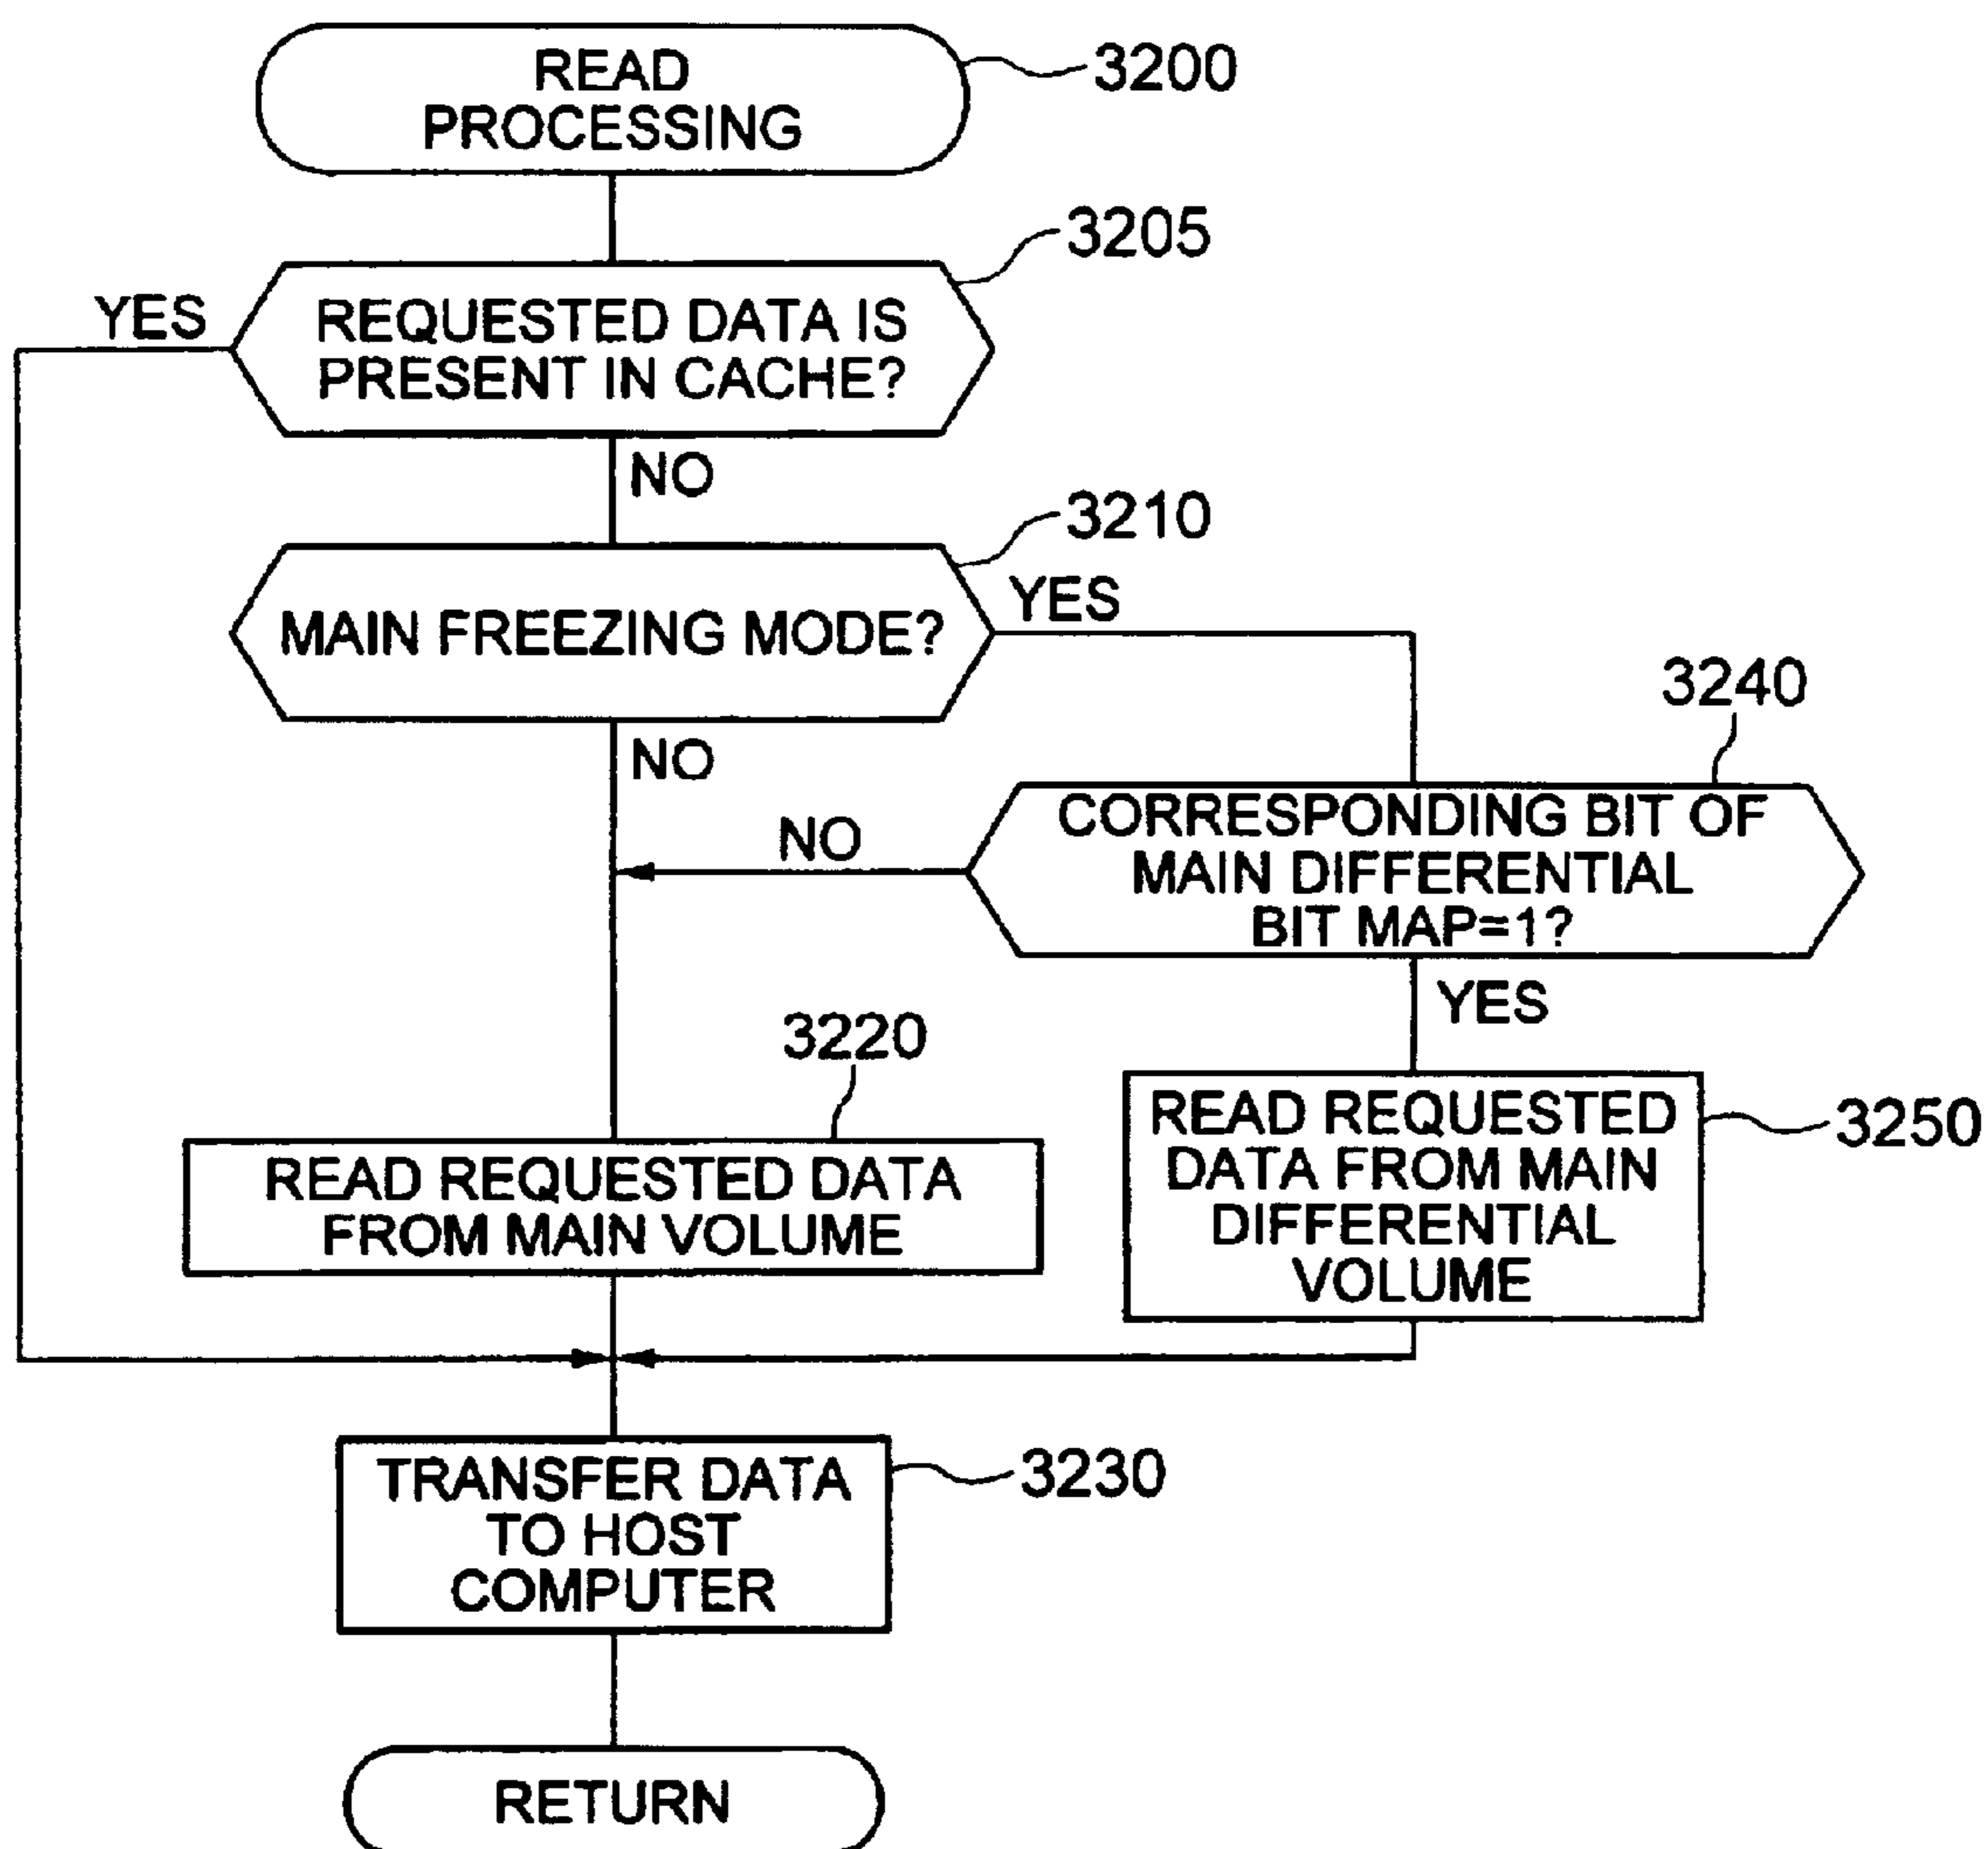 READ
PROCESSING
3200
3205
YES
REQUESTED DATA IS
PRESENT IN CACHE?
NO
3210
MAIN FREEZING MODE?
YES
NO
3240
CORRESPONDING BIT OF
MAIN DIFFERENTIAL
BIT MAP=1?
NO
YES
3220
READ REQUESTED DATA
FROM MAIN VOLUME
READ REQUESTED
DATA FROM MAIN
DIFFERENTIAL
VOLUME
3250
TRANSFER DATA
TO HOST
COMPUTER
3230
RETURN